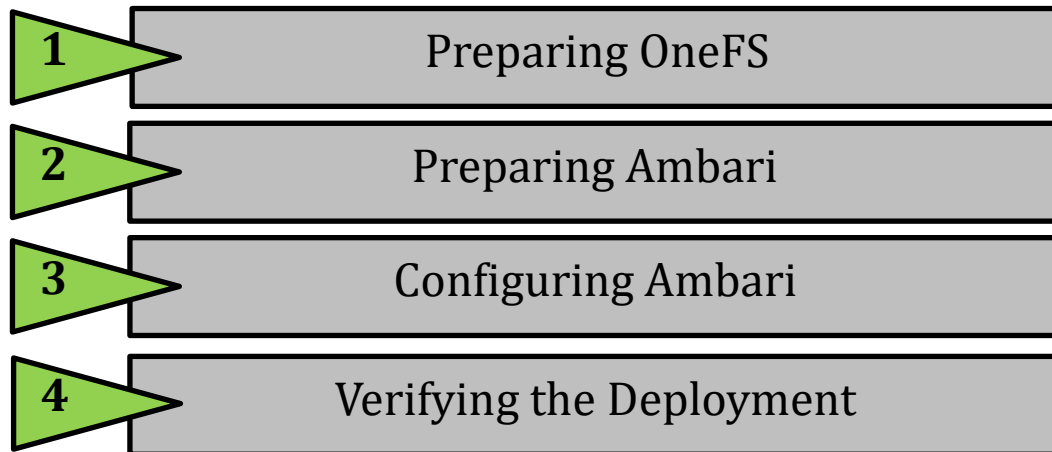 1 Preparing OneFS
2 Preparing Ambari
3 Configuring Ambari
4 Verifying the Deployment